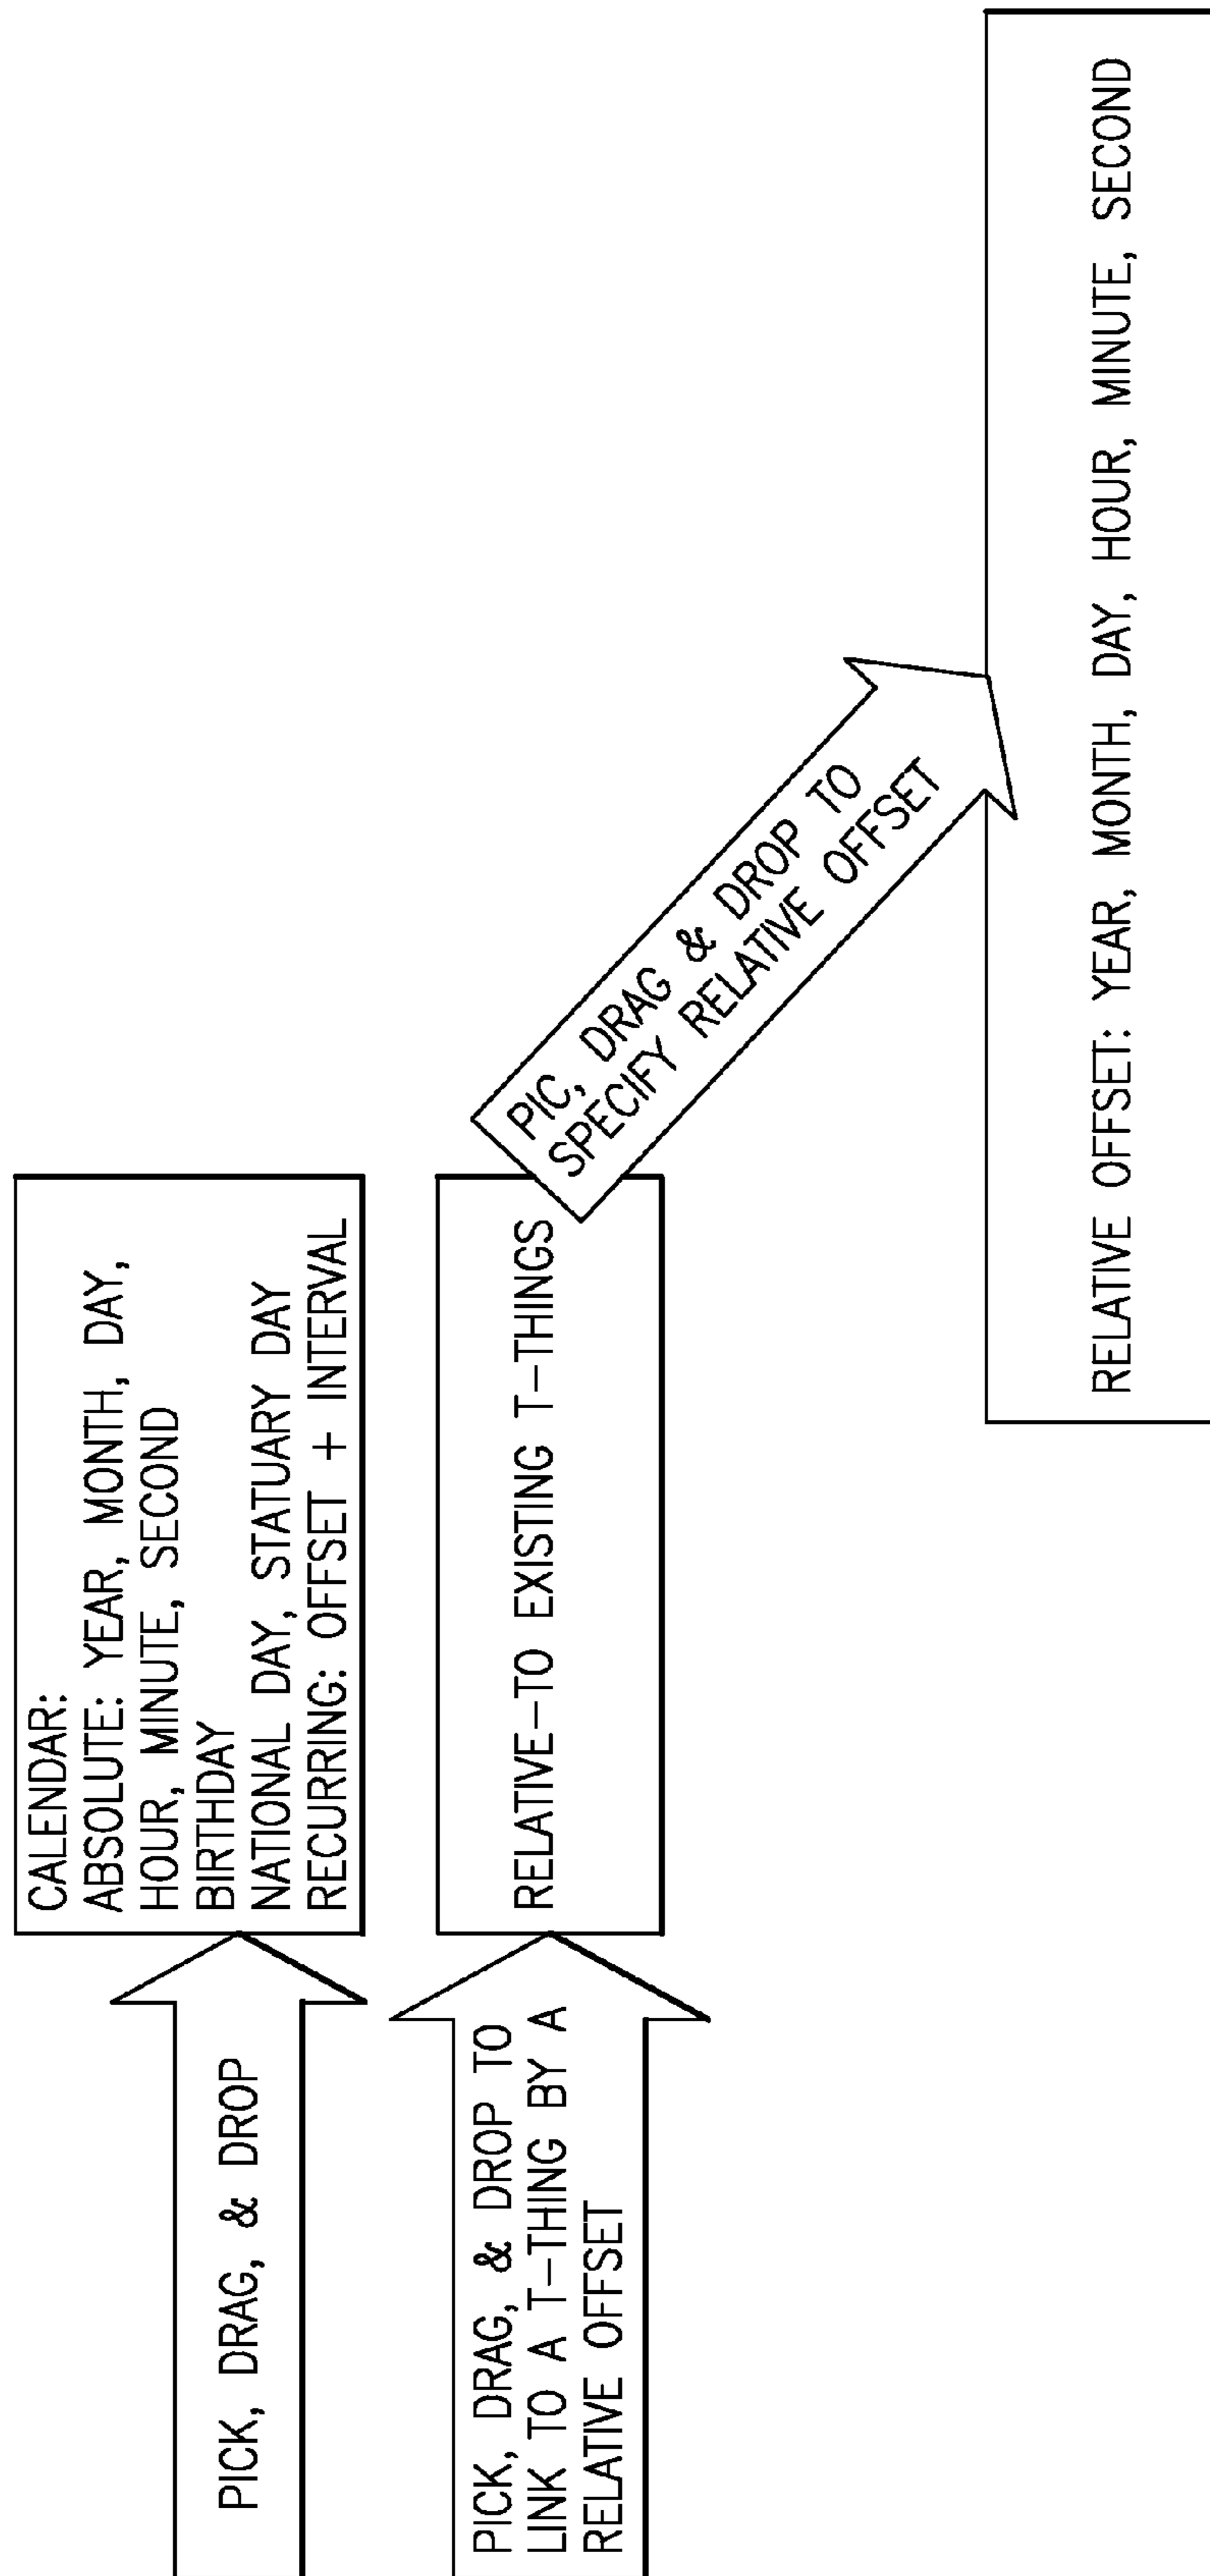 PICK, DRAG, & DROP
CALENDAR:
ABSOLUTE: YEAR, MONTH, DAY,
HOUR, MINUTE, SECOND
BIRTHDAY
NATIONAL DAY, STATUARY DAY
RECURRING: OFFSET + INTERVAL
PICK, DRAG, & DROP TO
LINK TO A T-THING BY A
RELATIVE OFFSET
RELATIVE-TO EXISTING T-THINGS
PIC, DRAG & DROP TO
SPECIFY RELATIVE OFFSET
RELATIVE OFFSET: YEAR, MONTH, DAY, HOUR, MINUTE, SECOND